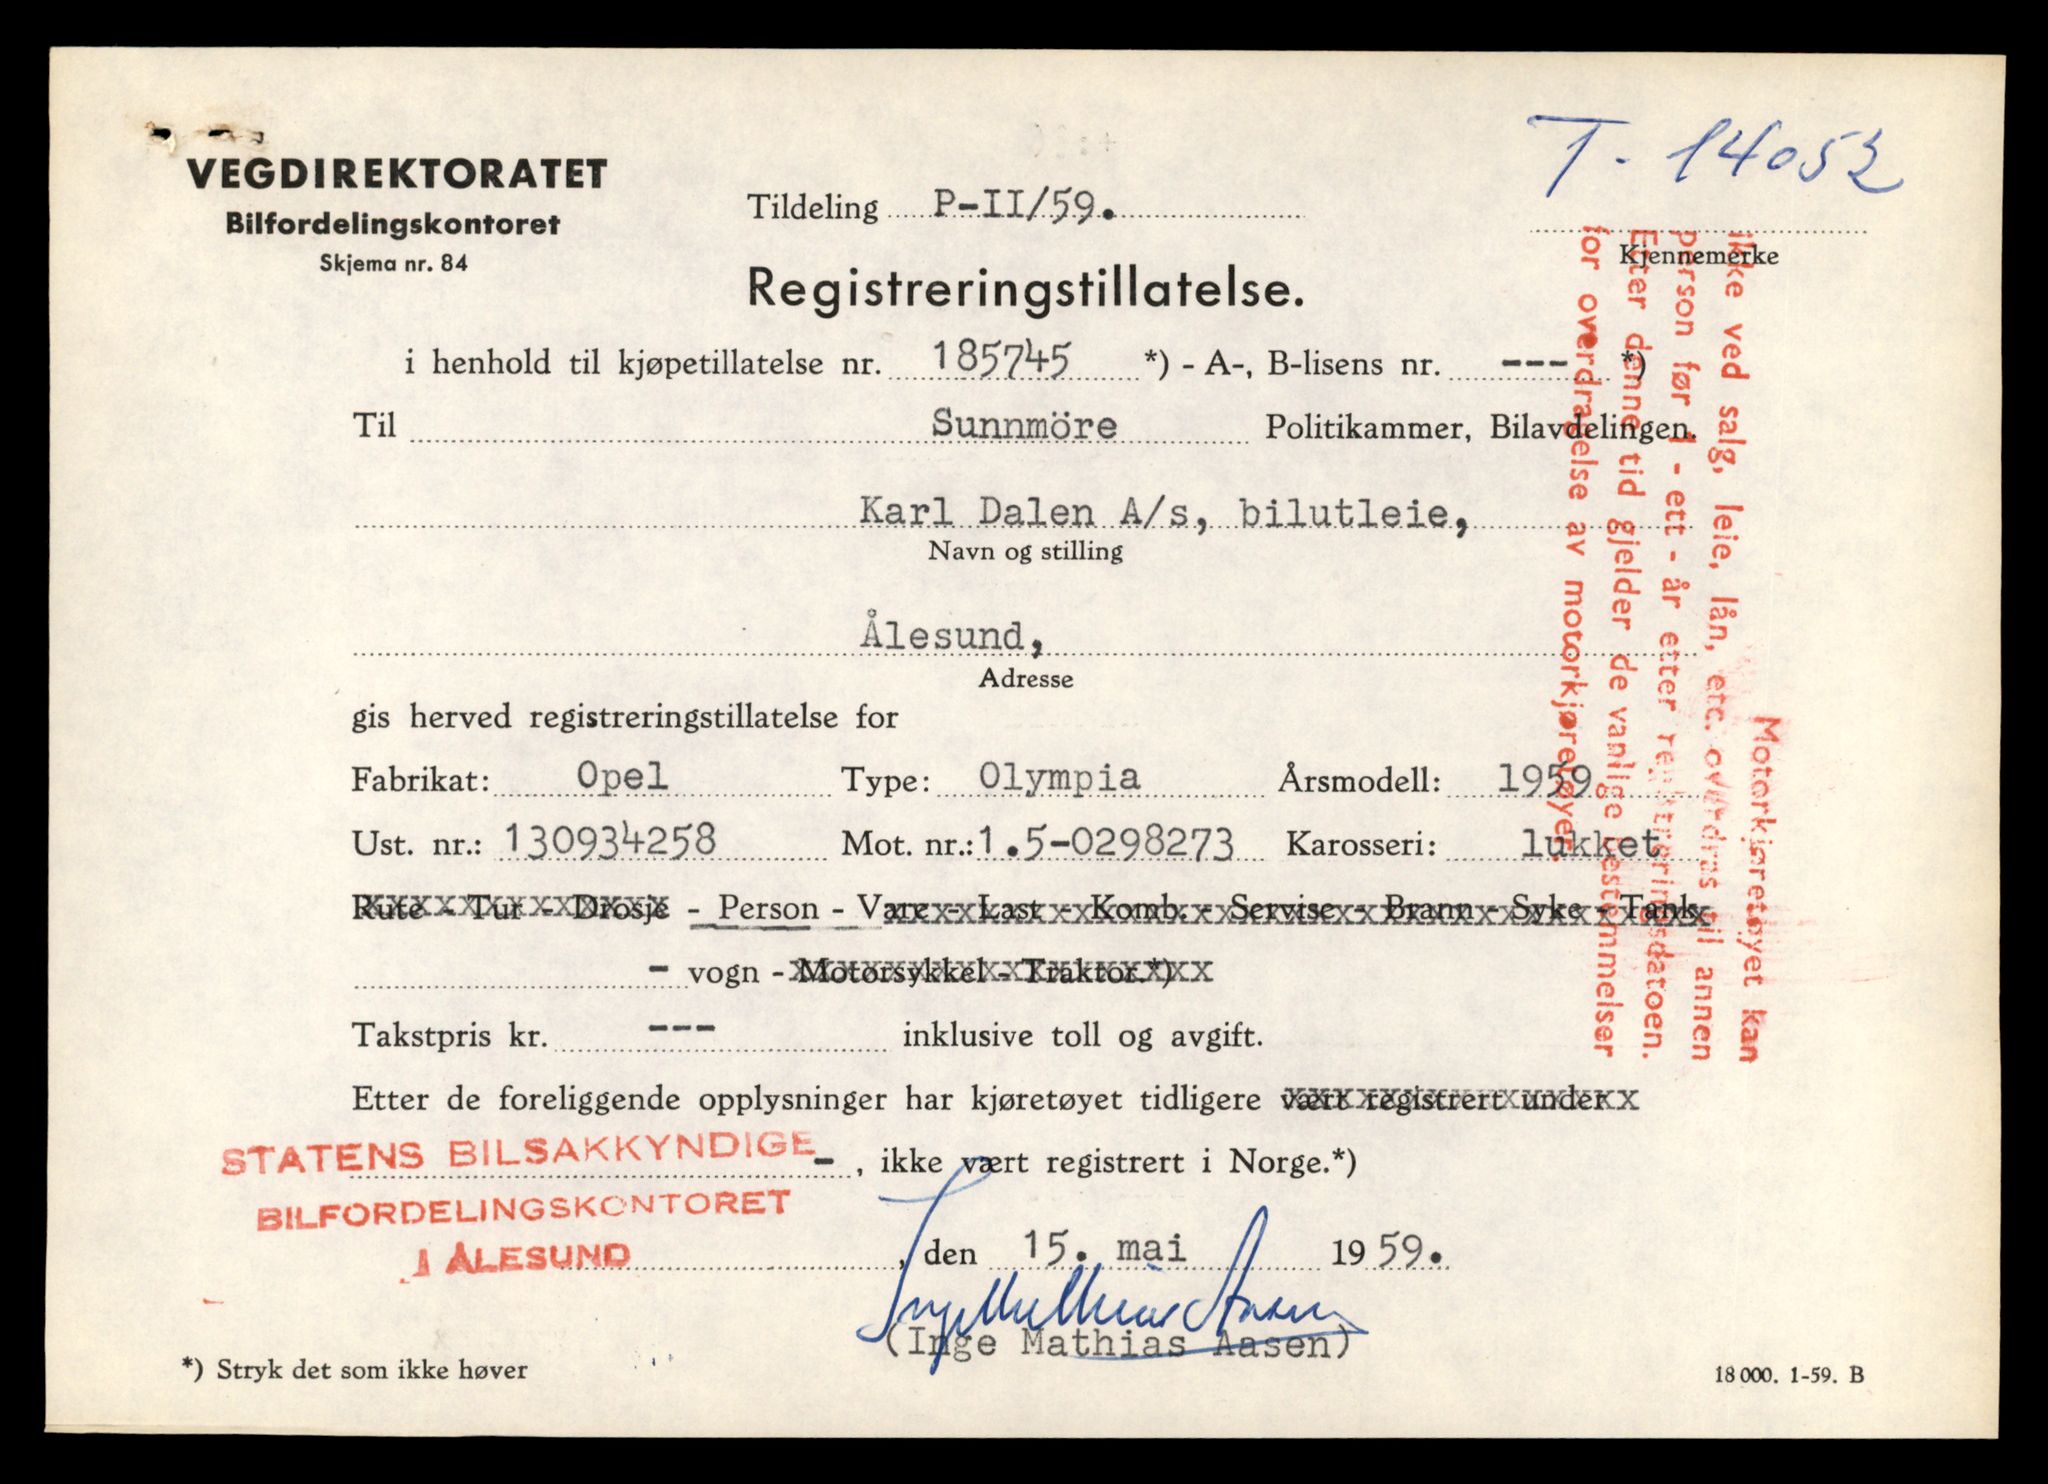 T - 14052
VEGDIREKTORATET
Bilfordelingskontoret
Skjema nr. 84
Tildeling P-II/59.
Kjennemerke
Registreringstillatelse.
i henhold til kjøpetillatelse nr. 185745 *) - A-, B-lisens nr. --- *)
Til Sunnmöre Politikammer, Bilavdelingen.
Karl Dalen A/s, bilutleie,
Navn og stilling
Ålesund,
Adresse
gis herved registreringstillatelse for
Fabrikat: Opel Type: Olympia Årsmodell: 1959
Ust. nr.: 130934258 Mot. nr.: 1.5-0298273 Karosseri: lukket
Rute - Tur - Drosje - Person - Vare - Last - Komb. - Servise - Brann - Syke - Tank
- vogn - Motorsykkel - Traktor.*)
Takstpris kr. --- inklusive toll og avgift.
Etter de foreliggende opplysninger har kjøretøyet tidligere vært registrert under
-, ikke vært registrert i Norge.*)
STATENS BILSAKKYNDIGE
BILFORDELINGSKONTORET
I ÅLESUND
, den 15. mai 1959.
Inge Mathias Aasen
(Inge Mathias Aasen)
*) Stryk det som ikke høver
18 000. 1-59. B
Motorkjøretøyet kan
ikke ved salg, leie, lån, etc. overdras til annen
person før 1 - ett - år etter registreringsdatoen.
Etter denne tid gjelder de vanlige bestemmelser
for overdragelse av motorkjøretøyer.